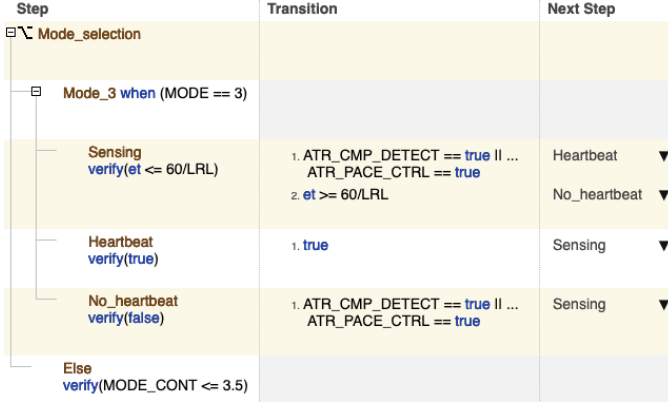 Step Transition Next Step
Mode_selection
Mode_3 when (MODE == 3)
Sensing 1. ATR_CMP_DETECT == true || ... Heartbeat
verify(et <= 60/LRL) ATR_PACE_CTRL == true
2. et >= 60/LRL No_heartbeat
Heartbeat 1. true Sensing
verify(true)
No_heartbeat 1. ATR_CMP_DETECT == true || ... Sensing
verify(false) ATR_PACE_CTRL == true
Else
verify(MODE_CONT <= 3.5)